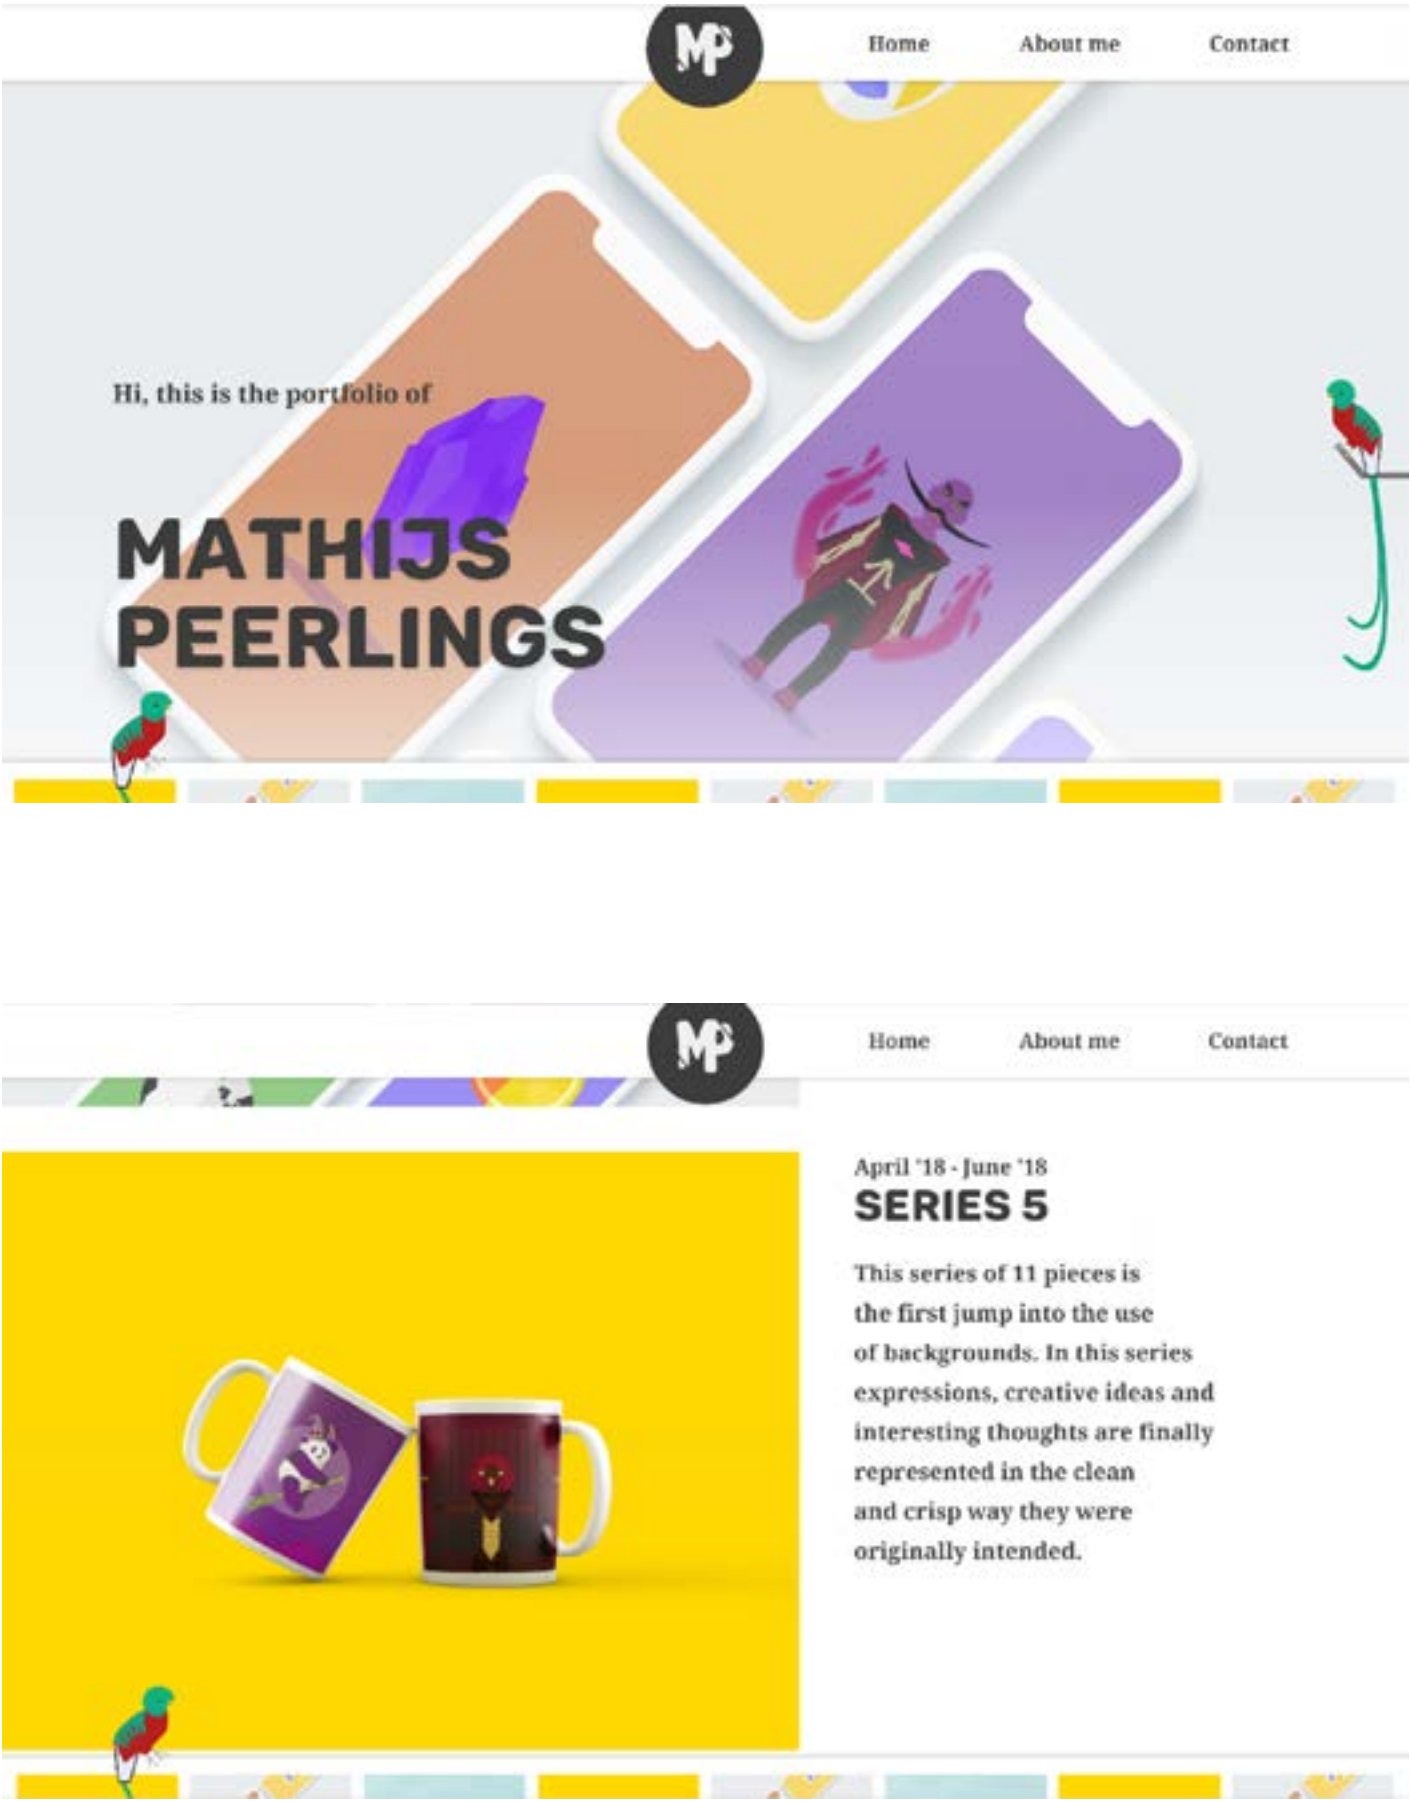 MP
Home About me Contact
Hi, this is the portfolio of
MATHIJS
PEERLINGS
MP
Home About me Contact
April '18 - June '18
SERIES 5
This series of 11 pieces is
the first jump into the use
of backgrounds. In this series
expressions, creative ideas and
interesting thoughts are finally
represented in the clean
and crisp way they were
originally intended.